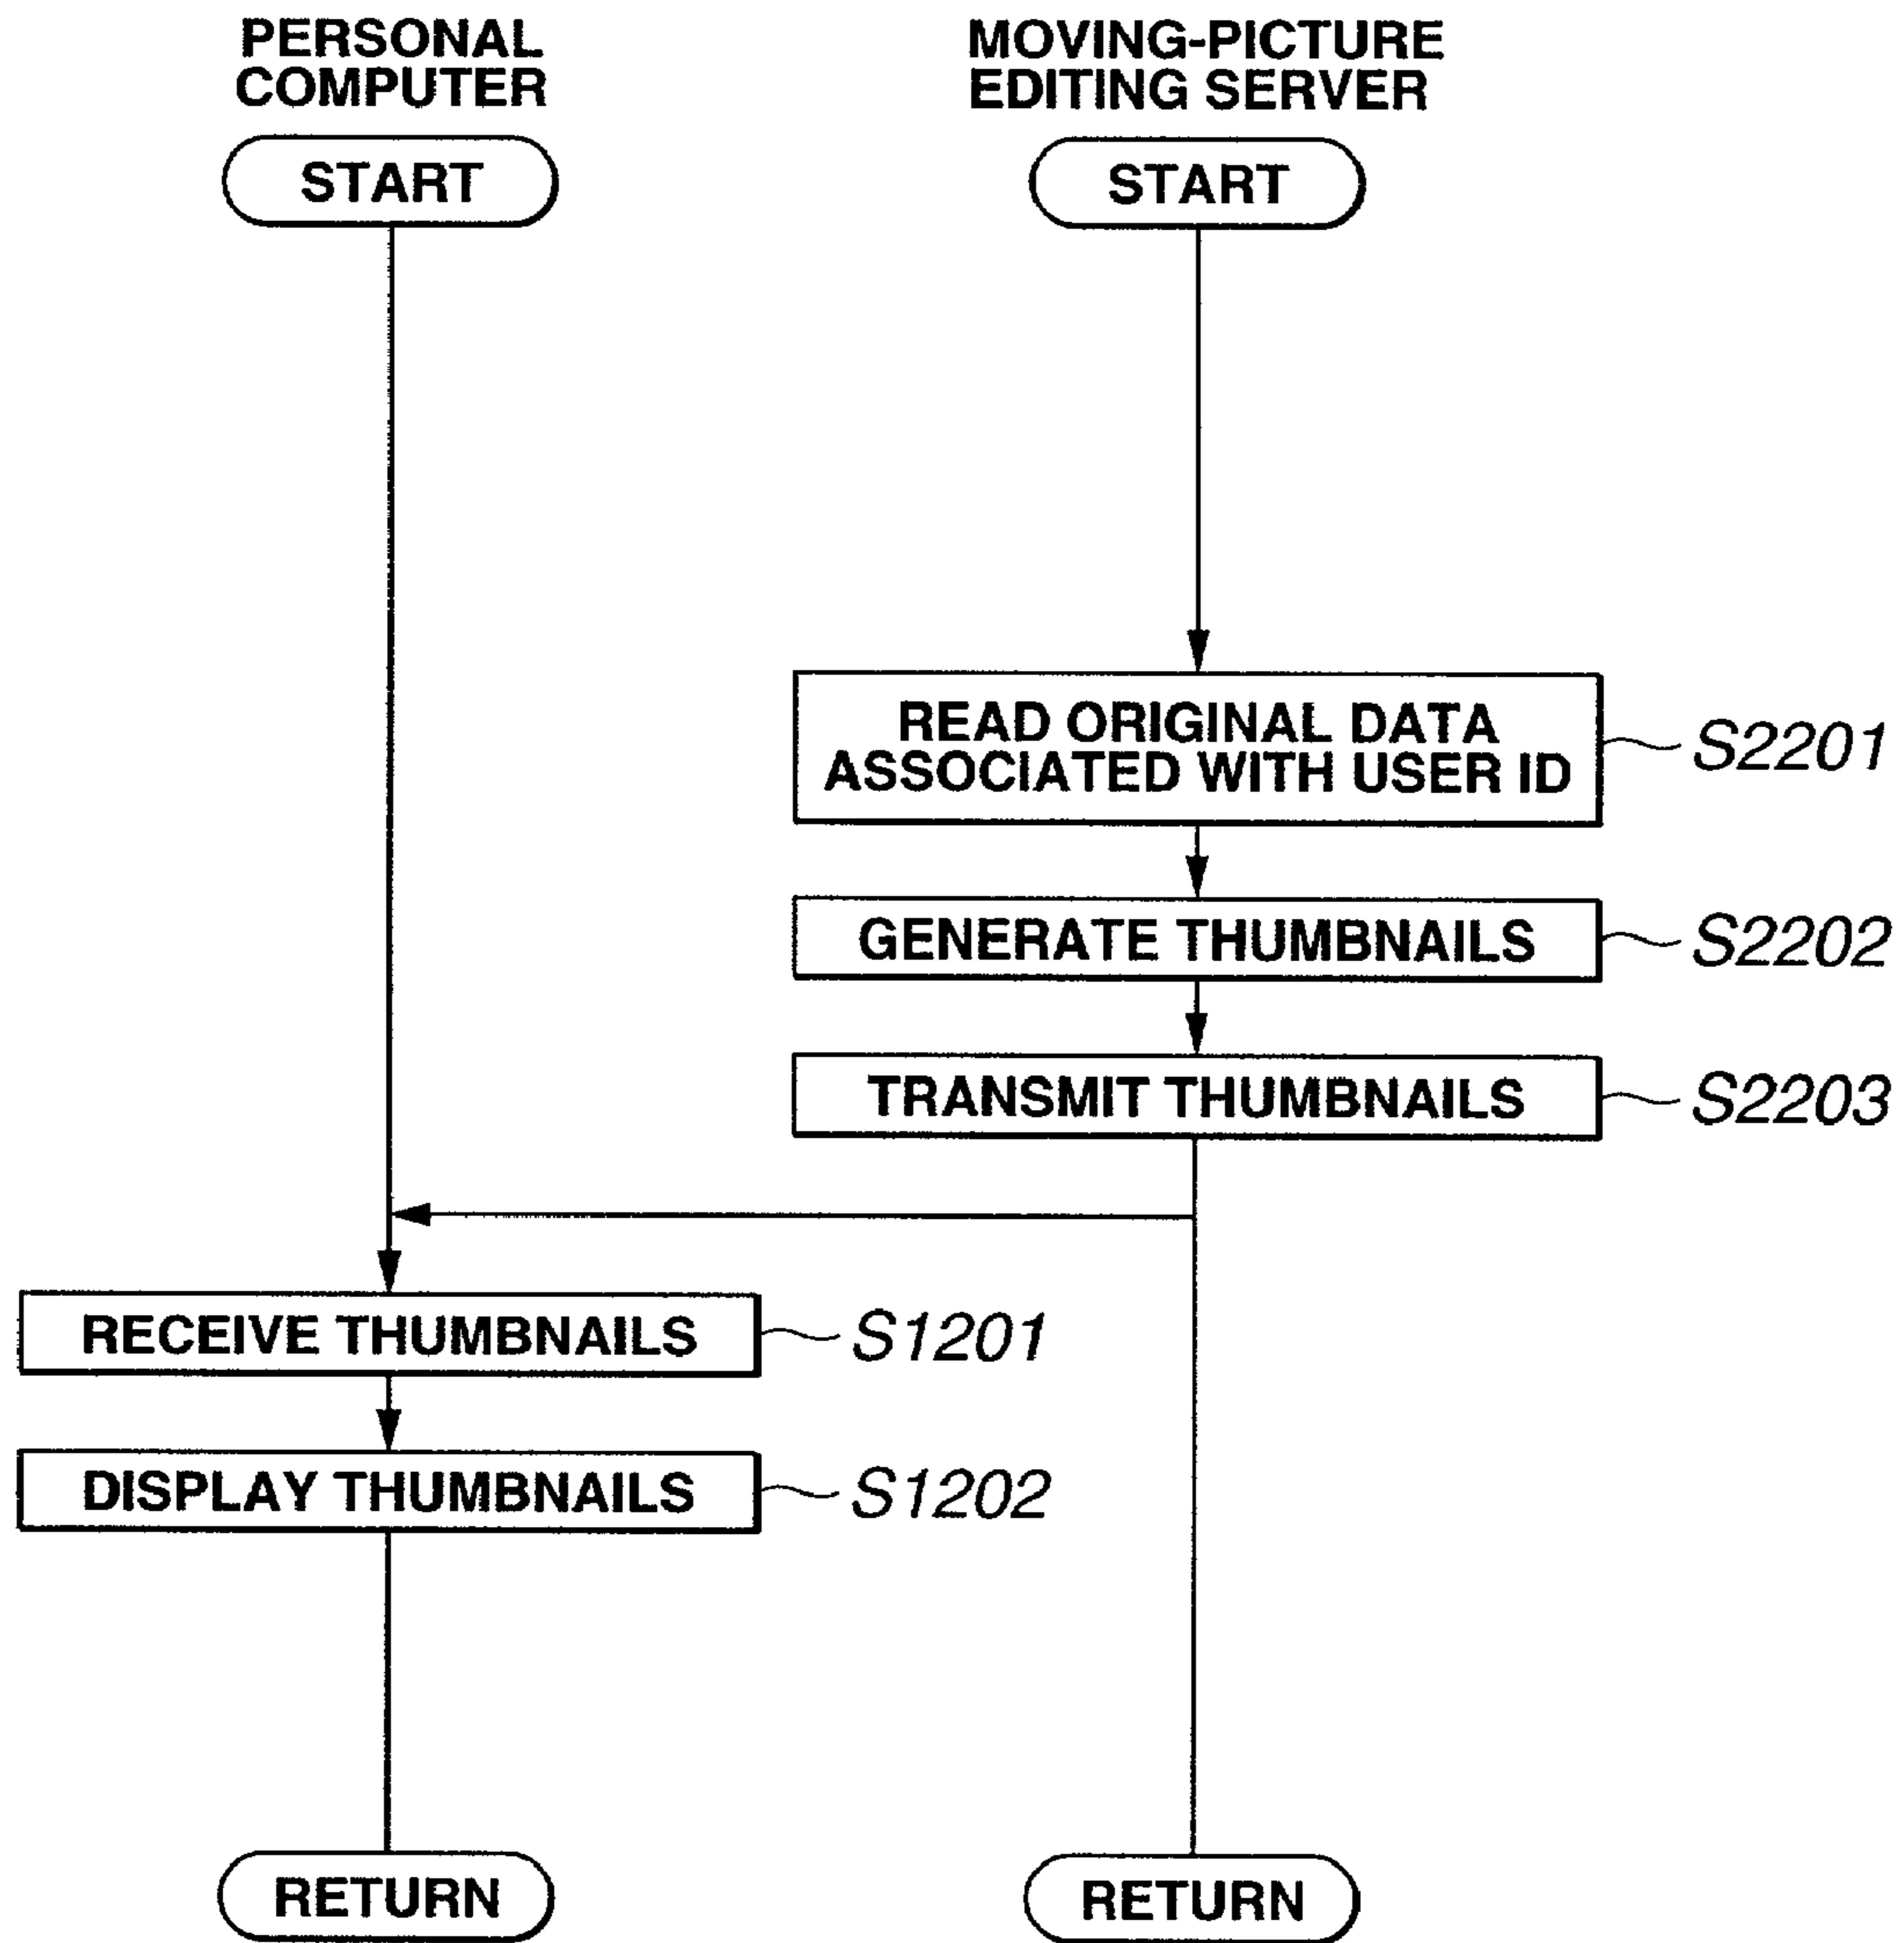 PERSONAL
COMPUTER
START
MOVING-PICTURE
EDITING SERVER
START
READ ORIGINAL DATA
ASSOCIATED WITH USER ID
S2201
GENERATE THUMBNAILS
S2202
TRANSMIT THUMBNAILS
S2203
RECEIVE THUMBNAILS
S1201
DISPLAY THUMBNAILS
S1202
RETURN
RETURN